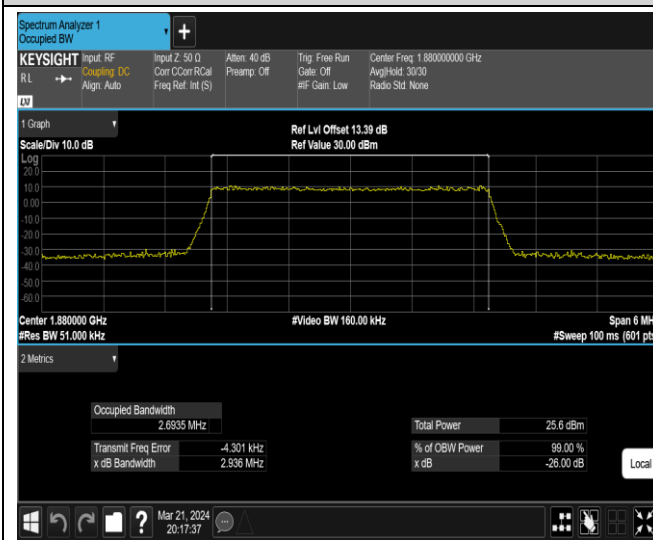 Spectrum Analyzer 1
Occupied BW
+
KEYSIGHT Input: RF Input Z: 50 Ω Atten: 40 dB Trig: Free Run Center Freq: 1.880000000 GHz
RL Coupling: DC Corr CCorr RCal Preamp: Off Gate: Off Avg|Hold: 30/30
Align: Auto Freq Ref: Int (S) #IF Gain: Low Radio Std: None
LXI
1 Graph
Ref Lvl Offset 13.39 dB
Scale/Div 10.0 dB Ref Value 30.00 dBm
Log
20.0
10.0
0.00
-10.0
-20.0
-30.0
-40.0
-50.0
-60.0
Center 1.880000 GHz #Video BW 160.00 kHz Span 6 MH
#Res BW 51.000 kHz #Sweep 100 ms (601 pts
2 Metrics
Occupied Bandwidth
2.6935 MHz Total Power 25.6 dBm
Transmit Freq Error -4.301 kHz % of OBW Power 99.00 %
x dB Bandwidth 2.936 MHz x dB -26.00 dB
Local
? Mar 21, 2024
20:17:37